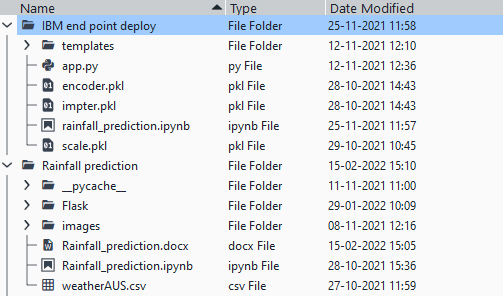 Name Type Date Modified
IBM end point deploy File Folder 25-11-2021 11:58
templates File Folder 12-11-2021 12:10
app.py py File 12-11-2021 12:36
encoder.pkl pkl File 28-10-2021 14:43
impter.pkl pkl File 28-10-2021 14:43
rainfall_prediction.ipynb ipynb File 25-11-2021 11:57
scale.pkl pkl File 29-10-2021 10:45
Rainfall prediction File Folder 15-02-2022 15:10
__pycache__ File Folder 11-11-2021 11:00
Flask File Folder 29-01-2022 10:09
images File Folder 08-11-2021 12:16
Rainfall_prediction.docx docx File 15-02-2022 15:05
Rainfall_prediction.ipynb ipynb File 28-10-2021 15:36
weatherAUS.csv csv File 27-10-2021 11:59